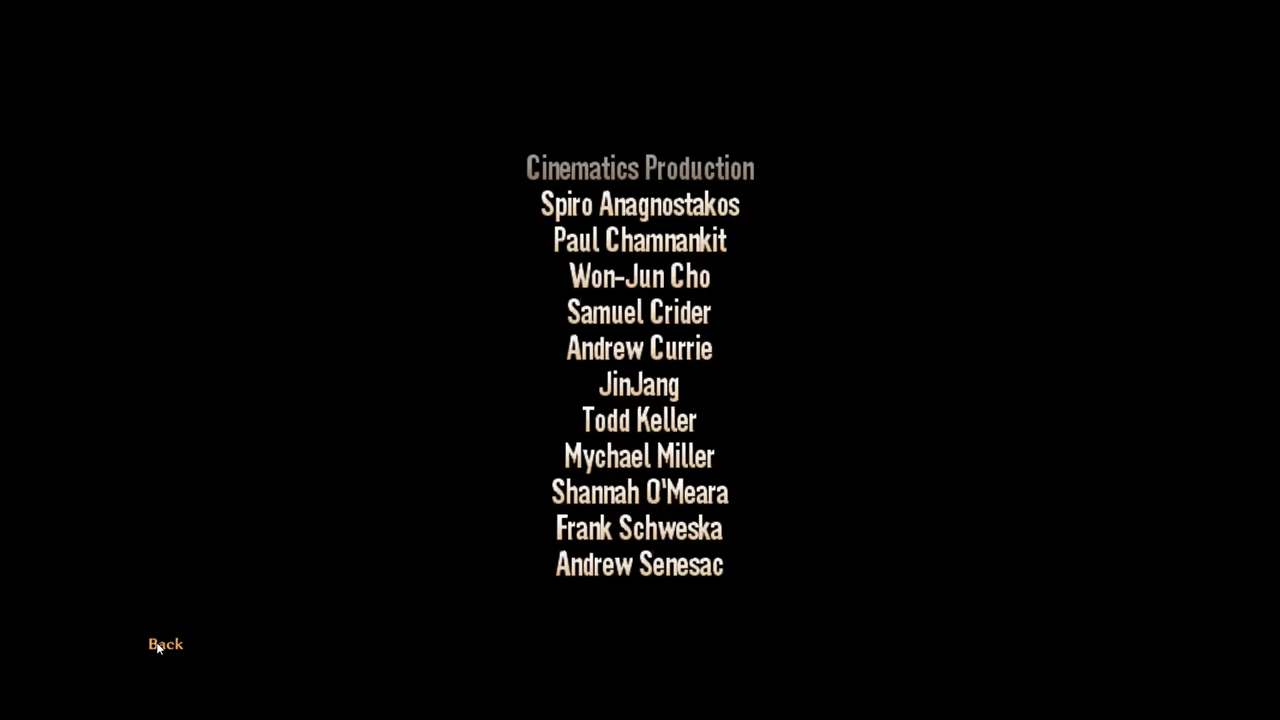 Cinematics Production
Spiro Anagnostakos
Paul Chamnankit
Won-Jun Cho
Samuel Crider
Andrew Currie
JinJang
Todd Keller
Mychael Miller
Shannah O'Meara
Frank Schweska
Andrew Senesac
Back